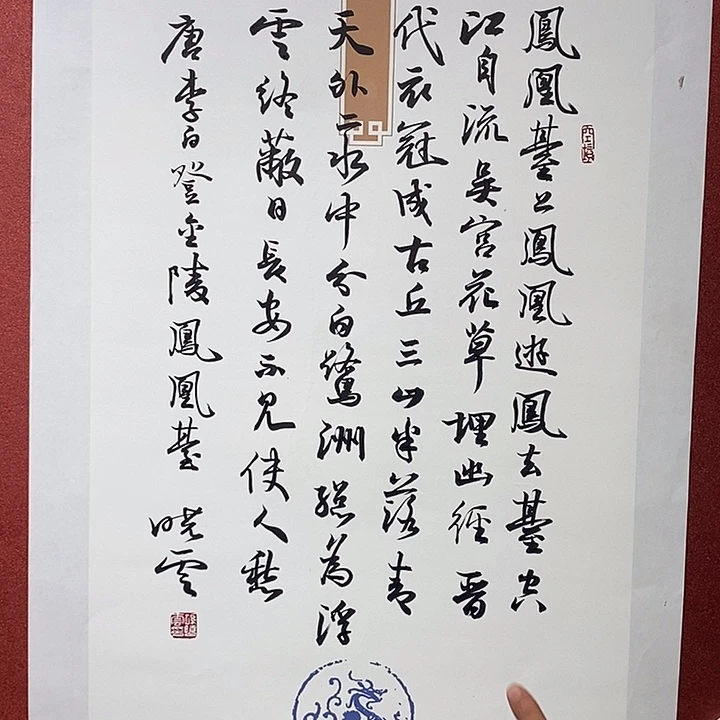 鳳凰臺上鳳凰遊鳳去臺空
江自流吳宮花草埋幽徑晉
代衣冠成古丘三山半落青
天外二水中分白鷺洲總為浮
雲終蔽日長安不見使人愁
唐李白登金陵鳳凰臺 曉雲